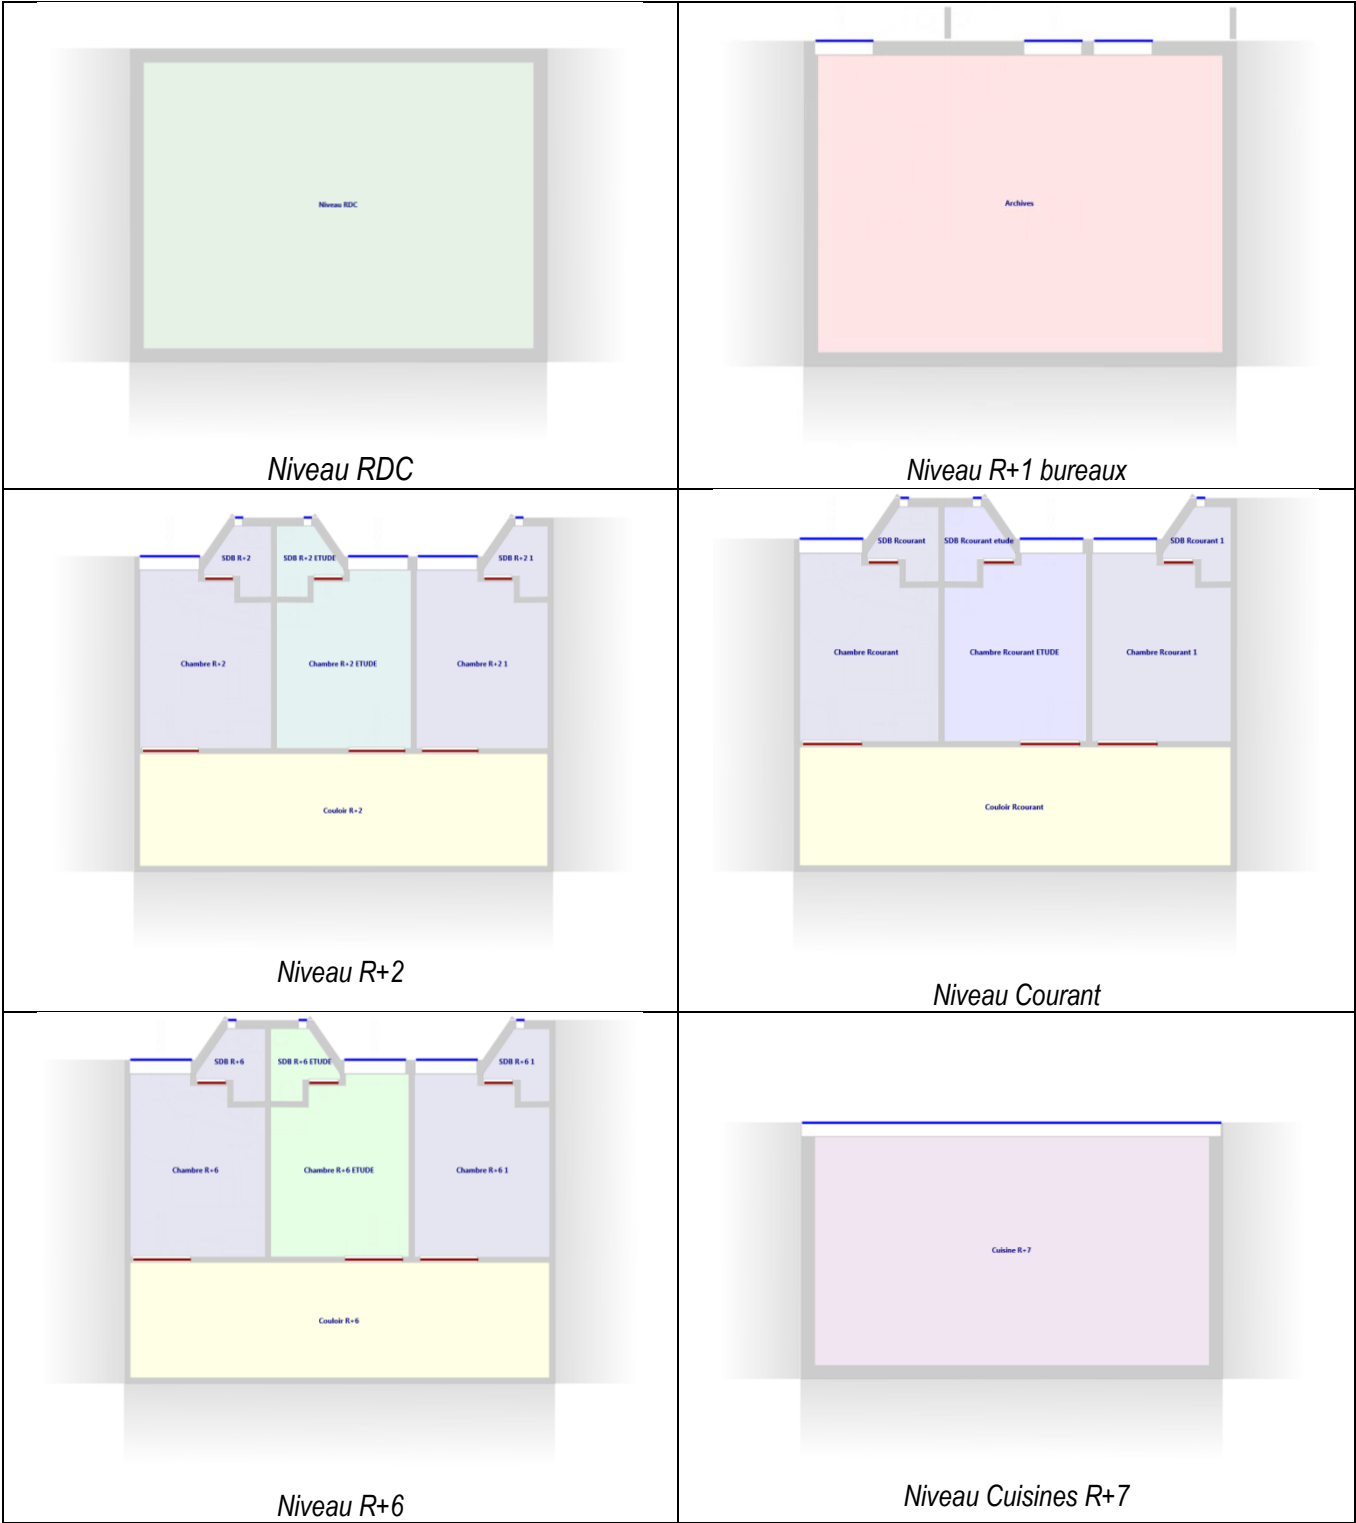 Niveau RDC
Niveau RDC
Archives
Niveau R+1 bureaux
SDB R+2
SDB R+2 ETUDE
SDB R+2 1
Chambre R+2
Chambre R+2 ETUDE
Chambre R+2 1
Couloir R+2
Niveau R+2
SDB Rcourant
SDB Rcourant etude
SDB Rcourant 1
Chambre Rcourant
Chambre Rcourant ETUDE
Chambre Rcourant 1
Couloir Rcourant
Niveau Courant
SDB R+6
SDB R+6 ETUDE
SDB R+6 1
Chambre R+6
Chambre R+6 ETUDE
Chambre R+6 1
Couloir R+6
Niveau R+6
Cuisine R+7
Niveau Cuisines R+7